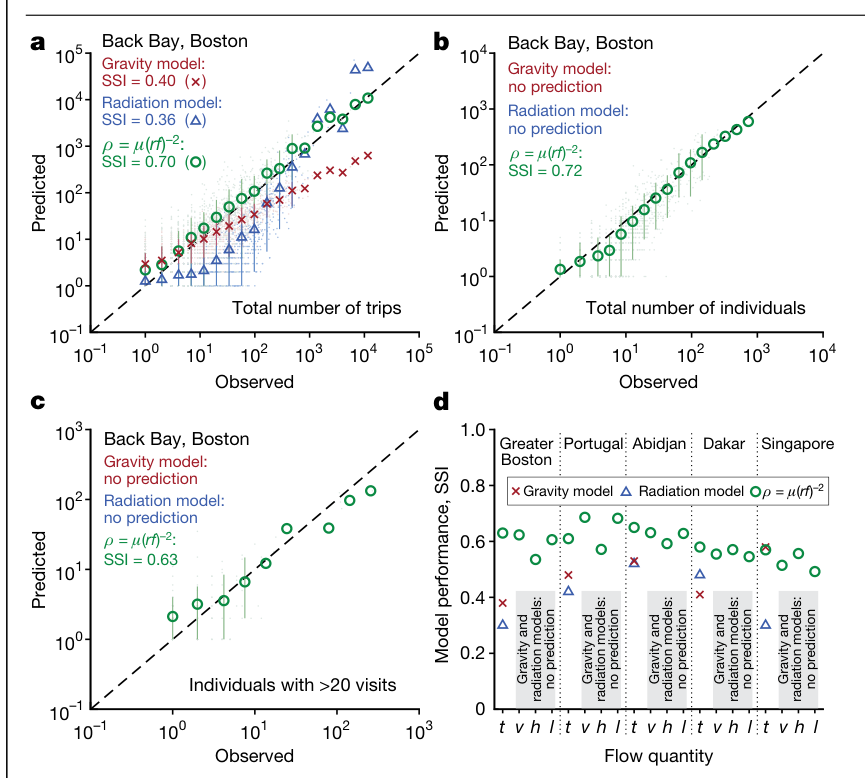 a
Back Bay, Boston
Gravity model:
SSI = 0.40 (×)
Radiation model:
SSI = 0.36 (△)
ρ = μ(rf)⁻²:
SSI = 0.70 (○)
10⁵
10⁴
10³
10²
10¹
10⁰
10⁻¹
Predicted
Total number of trips
10⁻¹ 10⁰ 10¹ 10² 10³ 10⁴ 10⁵
Observed
b
Back Bay, Boston
Gravity model:
no prediction
Radiation model:
no prediction
ρ = μ(rf)⁻²:
SSI = 0.72
10⁴
10³
10²
10¹
10⁰
10⁻¹
Predicted
Total number of individuals
10⁻¹ 10⁰ 10¹ 10² 10³ 10⁴
Observed
c
Back Bay, Boston
Gravity model:
no prediction
Radiation model:
no prediction
ρ = μ(rf)⁻²:
SSI = 0.63
10³
10²
10¹
10⁰
10⁻¹
Predicted
Individuals with >20 visits
10⁻¹ 10⁰ 10¹ 10² 10³
Observed
d
1.0
0.8
0.6
0.4
0.2
0
Model performance, SSI
Greater
Boston
Portugal
Abidjan
Dakar
Singapore
× Gravity model △ Radiation model ○ ρ = μ(rf)⁻²
Gravity and
radiation models:
no prediction
Gravity and
radiation models:
no prediction
Gravity and
radiation models:
no prediction
Gravity and
radiation models:
no prediction
Gravity and
radiation models:
no prediction
t v h l t v h l t v h l t v h l t v h l
Flow quantity